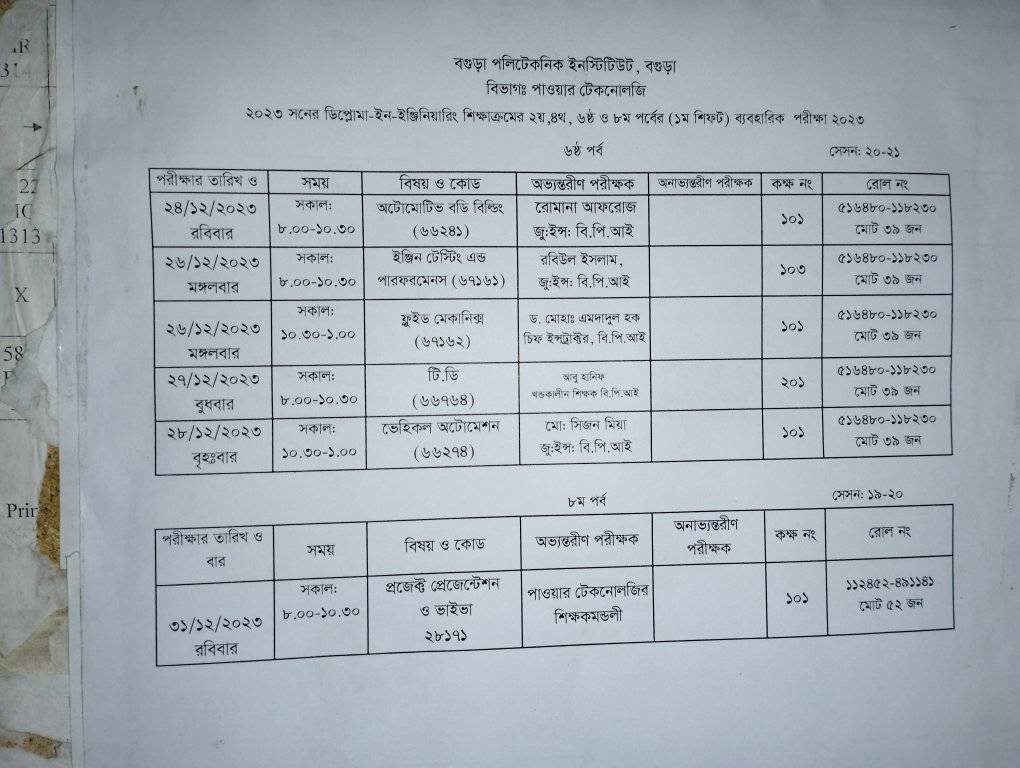 .R
314
22
IC
1313
X
58
Prin
বগুড়া পলিটেকনিক ইনস্টিটিউট, বগুড়া
বিভাগঃ পাওয়ার টেকনোলজি
২০২৩ সনের ডিপ্লোমা-ইন-ইঞ্জিনিয়ারিং শিক্ষাক্রমের ২য়,৪থ, ৬ষ্ঠ ও ৮ম পর্বের (১ম শিফট) ব্যবহারিক পরীক্ষা ২০২৩
৬ষ্ঠ পর্ব সেসন: ২০-২১
পরীক্ষার তারিখ ও সময় বিষয় ও কোড অভ্যন্তরীণ পরীক্ষক অনাভ্যন্তরীণ পরীক্ষক কক্ষ নং রোল নং
২৪/১২/২০২৩ সকাল: অটোমোটিভ বডি বিল্ডিং রোমানা আফরোজ ১০১ ৫১৬৪৮০-১১৮২৩০
রবিবার ৮.০০-১০.৩০ (৬৬২৪১) জু:ইন্স: বি.পি.আই মোট ৩৯ জন
২৬/১২/২০২৩ সকাল: ইঞ্জিন টেস্টিং এন্ড রবিউল ইসলাম, ১০৩ ৫১৬৪৮০-১১৮২৩০
মঙ্গলবার ৮.০০-১০.৩০ পারফরমেনস (৬৭১৬১) জু:ইন্স: বি.পি.আই মোট ৩৯ জন
২৬/১২/২০২৩ সকাল: ফ্লুইড মেকানিক্স ড. মোহাঃ এমদাদুল হক ১০১ ৫১৬৪৮০-১১৮২৩০
মঙ্গলবার ১০.৩০-১.০০ (৬৭১৬২) চিফ ইন্সট্রাক্টর, বি.পি.আই মোট ৩৯ জন
২৭/১২/২০২৩ সকাল: টি.ডি আবু হানিফ ২০১ ৫১৬৪৮০-১১৮২৩০
বুধবার ৮.০০-১০.৩০ (৬৬৭৬৪) খন্ডকালীন শিক্ষক বি.পি.আই মোট ৩৯ জন
২৮/১২/২০২৩ সকাল: ভেহিকল অটোমেশন মো: সিজন মিয়া ১০১ ৫১৬৪৮০-১১৮২৩০
বৃহঃবার ১০.৩০-১.০০ (৬৬২৭৪) জু:ইন্স: বি.পি.আই মোট ৩৯ জন
৮ম পর্ব সেসন: ১৯-২০
পরীক্ষার তারিখ ও সময় বিষয় ও কোড অভ্যন্তরীণ পরীক্ষক অনাভ্যন্তরীণ কক্ষ নং রোল নং
বার পরীক্ষক
সকাল: প্রজেক্ট প্রেজেন্টেশন পাওয়ার টেকনোলজির ১০১ ১১২৪৫২-৪৯১১৪১
৩১/১২/২০২৩ ৮.০০-১০.৩০ ও ভাইভা শিক্ষকমন্ডলী মোট ৫২ জন
রবিবার ২৮১৭১